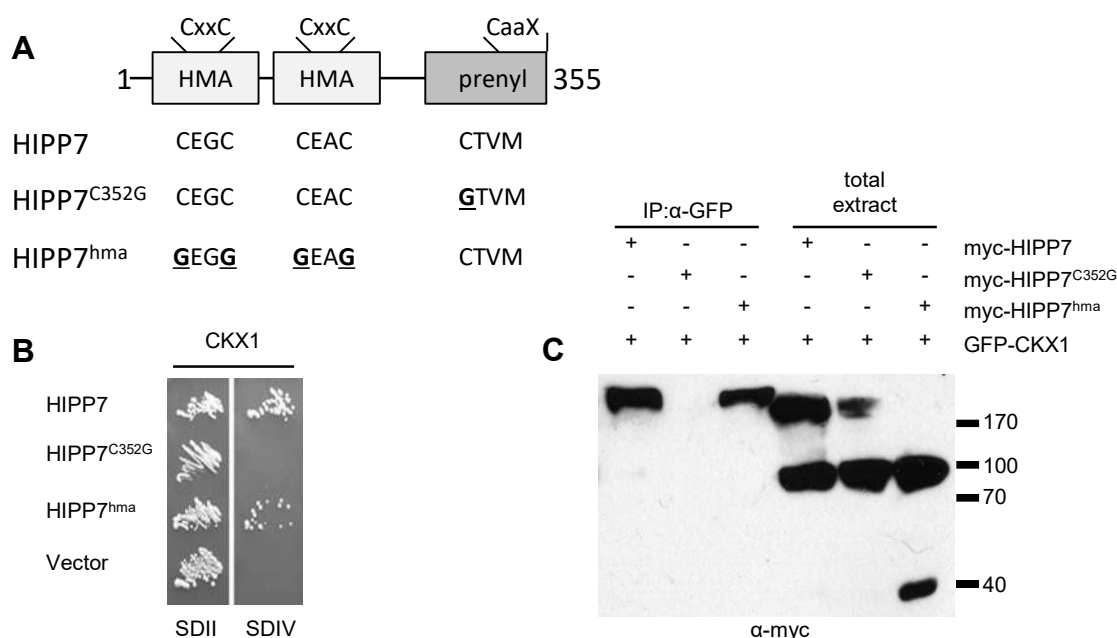 A
CxxC CxxC CaaX
1 HMA HMA prenyl 355
HIPP7 CEGC CEAC CTVM
HIPP7C352G CEGC CEAC GTVM
HIPP7hma GEGG GEAG CTVM
B
CKX1
HIPP7
HIPP7C352G
HIPP7hma
Vector
SDII SDIV
C
IP:α-GFP total extract
+ - - + - - myc-HIPP7
- + - - + - myc-HIPP7C352G
- - + - - + myc-HIPP7hma
+ + + + + + GFP-CKX1
170
100
70
40
α-myc